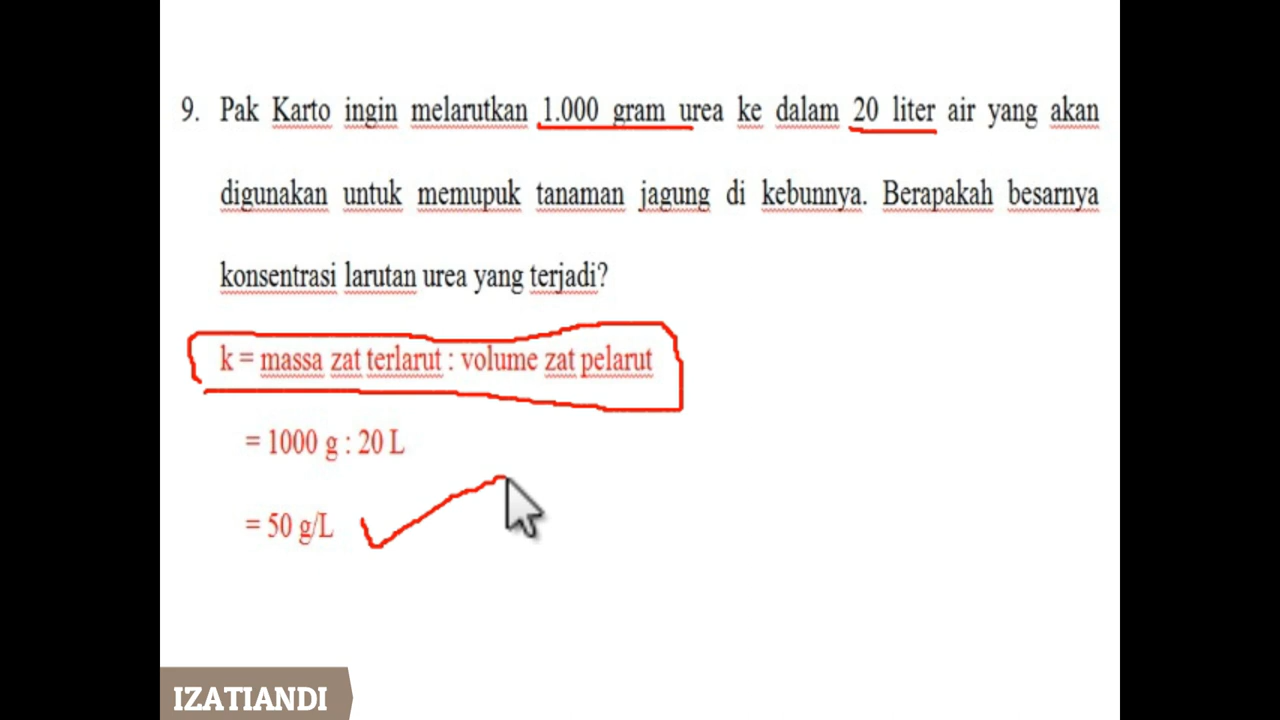 9. Pak Karto ingin melarutkan 1.000 gram urea ke dalam 20 liter air yang akan
digunakan untuk memupuk tanaman jagung di kebunnya. Berapakah besarnya
konsentrasi larutan urea yang terjadi?
k = massa zat terlarut : volume zat pelarut
= 1000 g : 20 L
= 50 g/L
IZATIANDI